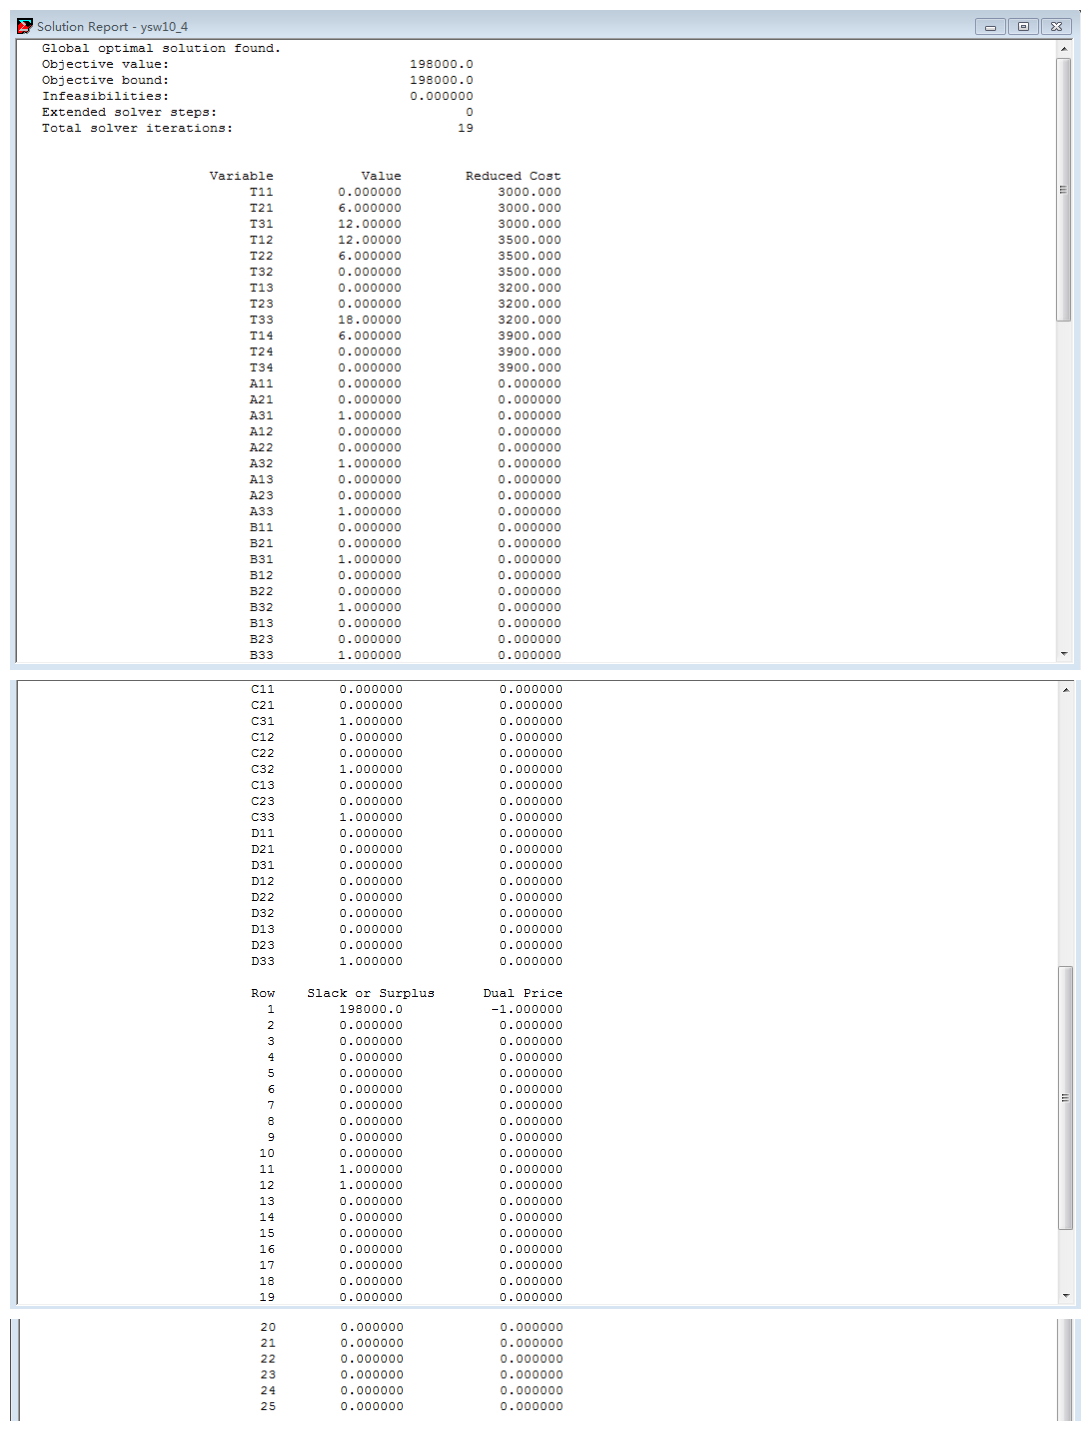 Solution Report - ysw10_4
Global optimal solution found.
Objective value: 198000.0
Objective bound: 198000.0
Infeasibilities: 0.000000
Extended solver steps: 0
Total solver iterations: 19
Variable Value Reduced Cost
T11 0.000000 3000.000
T21 6.000000 3000.000
T31 12.00000 3000.000
T12 12.00000 3500.000
T22 6.000000 3500.000
T32 0.000000 3500.000
T13 0.000000 3200.000
T23 0.000000 3200.000
T33 18.00000 3200.000
T14 6.000000 3900.000
T24 0.000000 3900.000
T34 0.000000 3900.000
A11 0.000000 0.000000
A21 0.000000 0.000000
A31 1.000000 0.000000
A12 0.000000 0.000000
A22 0.000000 0.000000
A32 1.000000 0.000000
A13 0.000000 0.000000
A23 0.000000 0.000000
A33 1.000000 0.000000
B11 0.000000 0.000000
B21 0.000000 0.000000
B31 1.000000 0.000000
B12 0.000000 0.000000
B22 0.000000 0.000000
B32 1.000000 0.000000
B13 0.000000 0.000000
B23 0.000000 0.000000
B33 1.000000 0.000000
C11 0.000000 0.000000
C21 0.000000 0.000000
C31 1.000000 0.000000
C12 0.000000 0.000000
C22 0.000000 0.000000
C32 1.000000 0.000000
C13 0.000000 0.000000
C23 0.000000 0.000000
C33 1.000000 0.000000
D11 0.000000 0.000000
D21 0.000000 0.000000
D31 0.000000 0.000000
D12 0.000000 0.000000
D22 0.000000 0.000000
D32 0.000000 0.000000
D13 0.000000 0.000000
D23 0.000000 0.000000
D33 1.000000 0.000000
Row Slack or Surplus Dual Price
1 198000.0 -1.000000
2 0.000000 0.000000
3 0.000000 0.000000
4 0.000000 0.000000
5 0.000000 0.000000
6 0.000000 0.000000
7 0.000000 0.000000
8 0.000000 0.000000
9 0.000000 0.000000
10 0.000000 0.000000
11 1.000000 0.000000
12 1.000000 0.000000
13 0.000000 0.000000
14 0.000000 0.000000
15 0.000000 0.000000
16 0.000000 0.000000
17 0.000000 0.000000
18 0.000000 0.000000
19 0.000000 0.000000
20 0.000000 0.000000
21 0.000000 0.000000
22 0.000000 0.000000
23 0.000000 0.000000
24 0.000000 0.000000
25 0.000000 0.000000